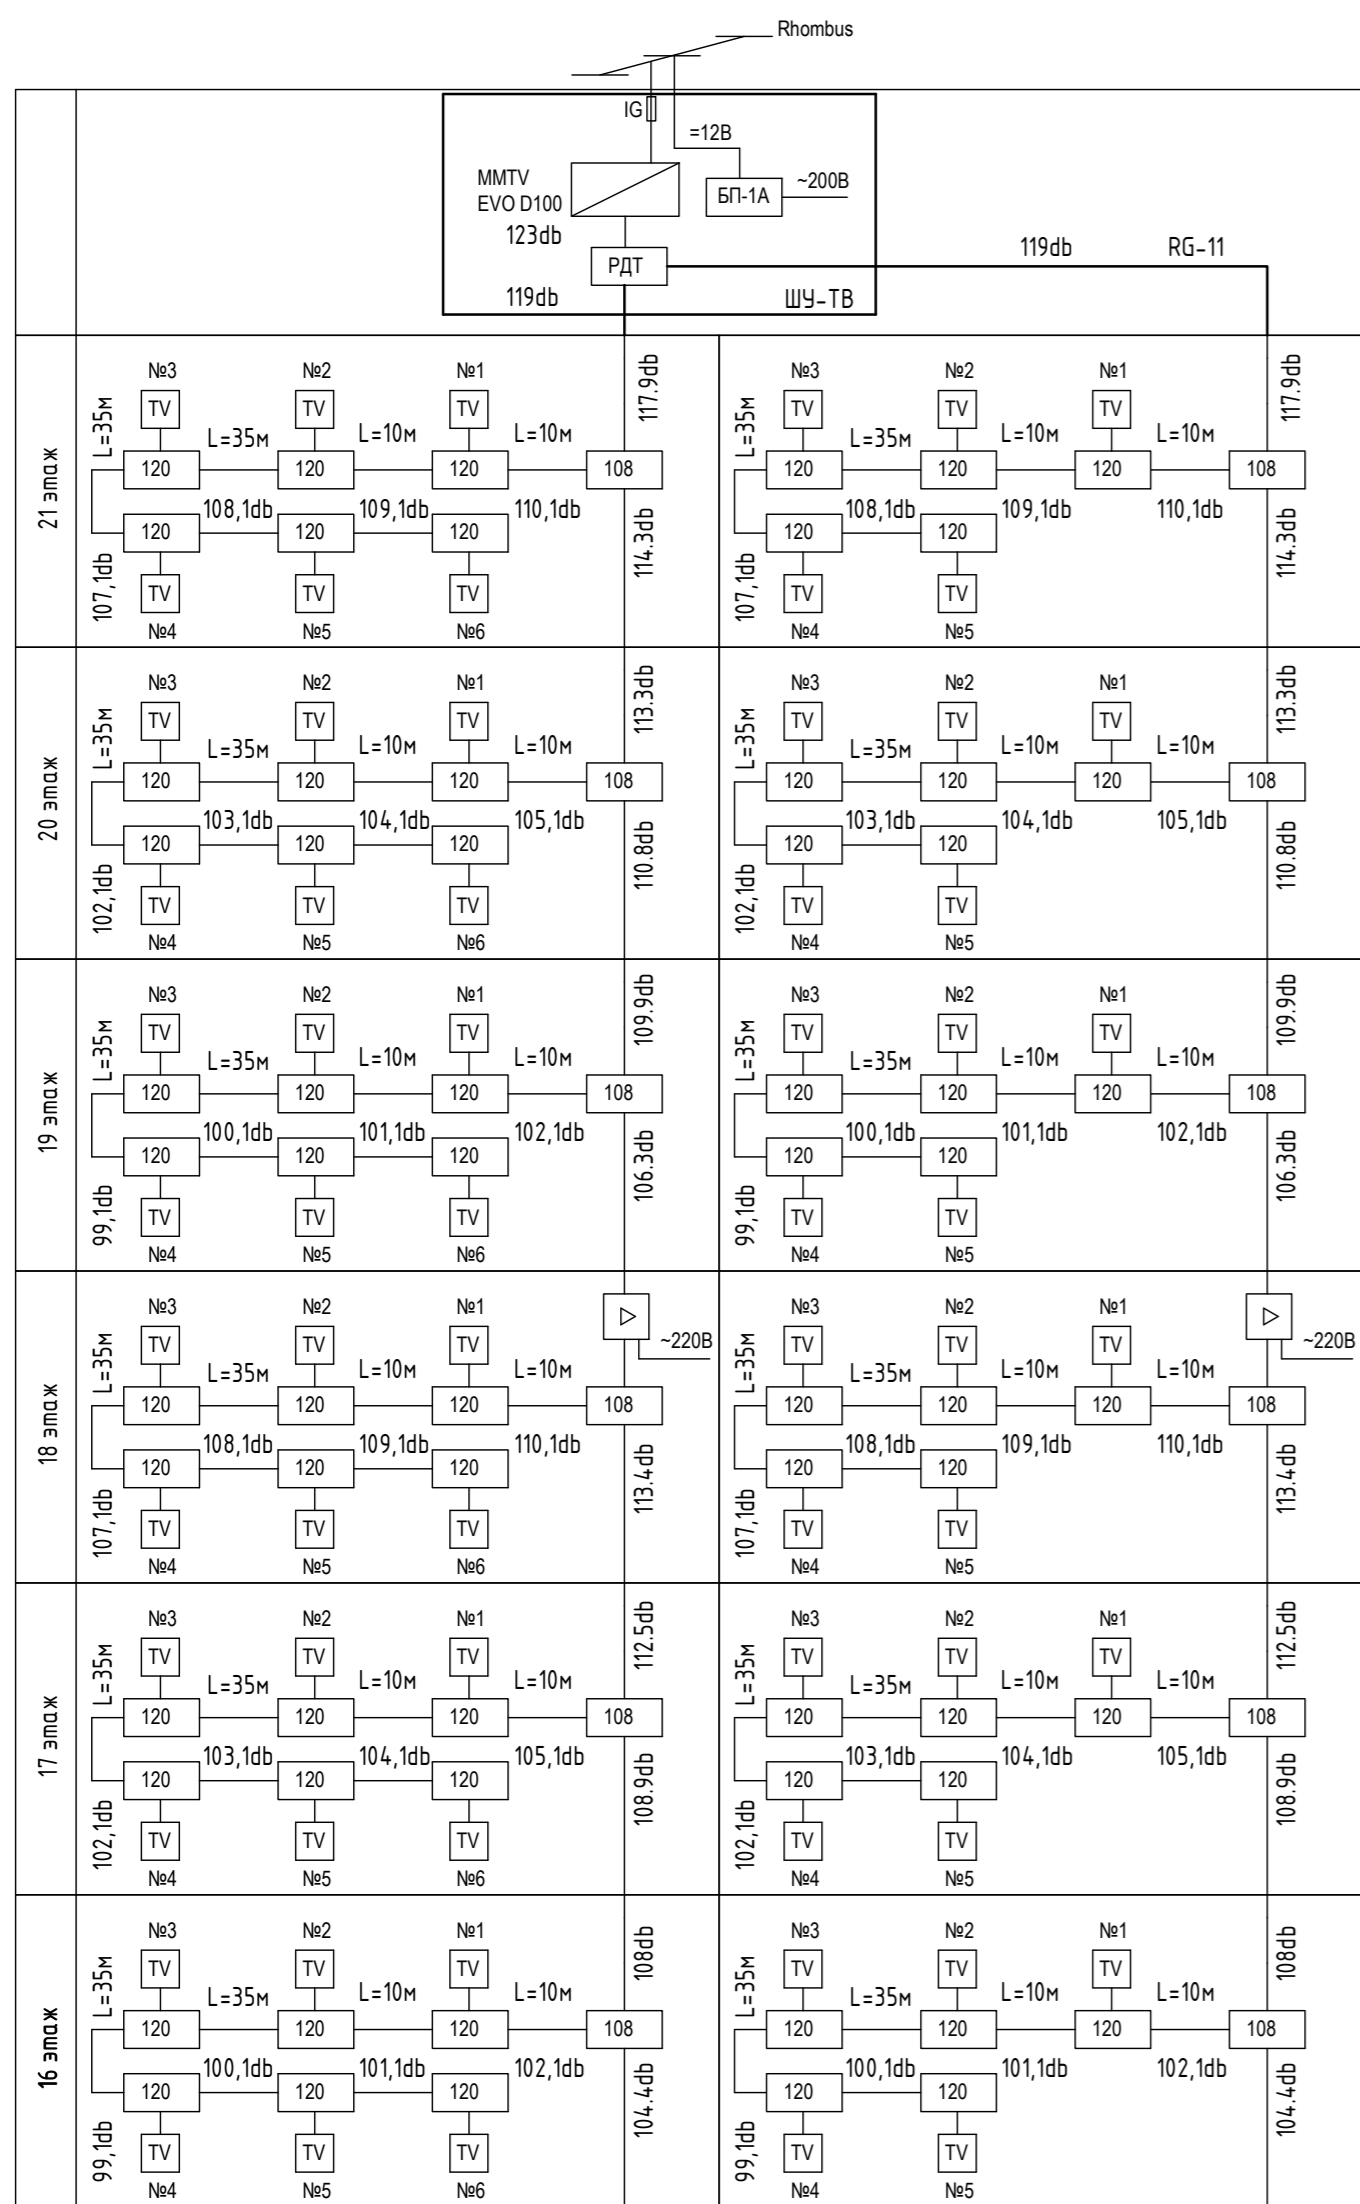 Rhombus
IG
=12В
MMTV
EVO D100
БП-1А
~200В
123db
РДТ
119db
RG-11
119db
ШУ-ТВ
21 этаж
№3 №2 №1 117.9db №3 №2 №1 117.9db
TV TV TV TV TV TV
L=35м L=35м L=10м L=10м L=35м L=35м L=10м L=10м
120 120 120 108 120 120 120 108
108,1db 109,1db 110,1db 108,1db 109,1db 110,1db
120 120 120 120 120
107,1db TV TV TV 114.3db 107,1db TV TV 114.3db
№4 №5 №6 №4 №5
20 этаж
№3 №2 №1 113.3db №3 №2 №1 113.3db
TV TV TV TV TV TV
L=35м L=35м L=10м L=10м L=35м L=35м L=10м L=10м
120 120 120 108 120 120 120 108
103,1db 104,1db 105,1db 103,1db 104,1db 105,1db
120 120 120 120 120
102,1db TV TV TV 110.8db 102,1db TV TV 110.8db
№4 №5 №6 №4 №5
19 этаж
№3 №2 №1 109.9db №3 №2 №1 109.9db
TV TV TV TV TV TV
L=35м L=35м L=10м L=10м L=35м L=35м L=10м L=10м
120 120 120 108 120 120 120 108
100,1db 101,1db 102,1db 100,1db 101,1db 102,1db
120 120 120 120 120
99,1db TV TV TV 106.3db 99,1db TV TV 106.3db
№4 №5 №6 №4 №5
18 этаж
№3 №2 №1 №3 №2 №1
TV TV TV ~220В TV TV TV ~220В
L=35м L=35м L=10м L=10м L=35м L=35м L=10м L=10м
120 120 120 108 120 120 120 108
108,1db 109,1db 110,1db 108,1db 109,1db 110,1db
120 120 120 120 120
107,1db TV TV TV 113.4db 107,1db TV TV 113.4db
№4 №5 №6 №4 №5
17 этаж
№3 №2 №1 112.5db №3 №2 №1 112.5db
TV TV TV TV TV TV
L=35м L=35м L=10м L=10м L=35м L=35м L=10м L=10м
120 120 120 108 120 120 120 108
103,1db 104,1db 105,1db 103,1db 104,1db 105,1db
120 120 120 120 120
102,1db TV TV TV 108.9db 102,1db TV TV 108.9db
№4 №5 №6 №4 №5
16 этаж
№3 №2 №1 108db №3 №2 №1 108db
TV TV TV TV TV TV
L=35м L=35м L=10м L=10м L=35м L=35м L=10м L=10м
120 120 120 108 120 120 120 108
100,1db 101,1db 102,1db 100,1db 101,1db 102,1db
120 120 120 120 120
99,1db TV TV TV 104.4db 99,1db TV TV 104.4db
№4 №5 №6 №4 №5